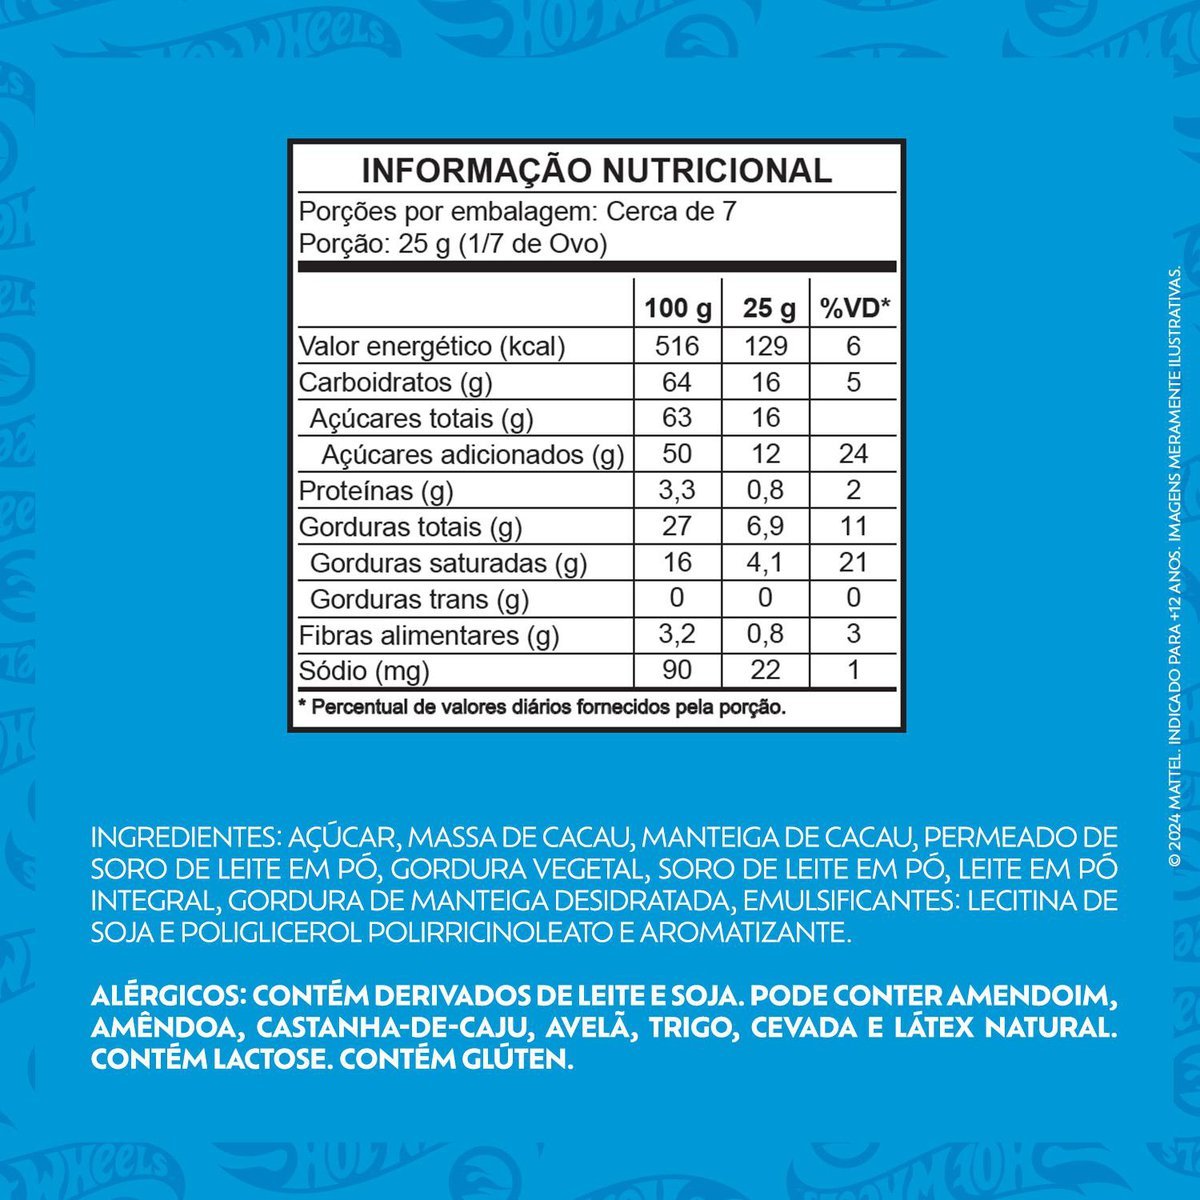 HOT WHEELS
INFORMAÇÃO NUTRICIONAL
Porções por embalagem: Cerca de 7
Porção: 25 g (1/7 de Ovo)
100 g 25 g %VD*
Valor energético (kcal) 516 129 6
Carboidratos (g) 64 16 5
Açúcares totais (g) 63 16
Açúcares adicionados (g) 50 12 24
Proteínas (g) 3,3 0,8 2
Gorduras totais (g) 27 6,9 11
Gorduras saturadas (g) 16 4,1 21
Gorduras trans (g) 0 0 0
Fibras alimentares (g) 3,2 0,8 3
Sódio (mg) 90 22 1
* Percentual de valores diários fornecidos pela porção.
INGREDIENTES: AÇÚCAR, MASSA DE CACAU, MANTEIGA DE CACAU, PERMEADO DE
SORO DE LEITE EM PÓ, GORDURA VEGETAL, SORO DE LEITE EM PÓ, LEITE EM PÓ
INTEGRAL, GORDURA DE MANTEIGA DESIDRATADA, EMULSIFICANTES: LECITINA DE
SOJA E POLIGLICEROL POLIRRICINOLEATO E AROMATIZANTE.
ALÉRGICOS: CONTÉM DERIVADOS DE LEITE E SOJA. PODE CONTER AMENDOIM,
AMÊNDOA, CASTANHA-DE-CAJU, AVELÃ, TRIGO, CEVADA E LÁTEX NATURAL.
CONTÉM LACTOSE. CONTÉM GLÚTEN.
© 2024 MATTEL. INDICADO PARA +12 ANOS. IMAGENS MERAMENTE ILUSTRATIVAS.